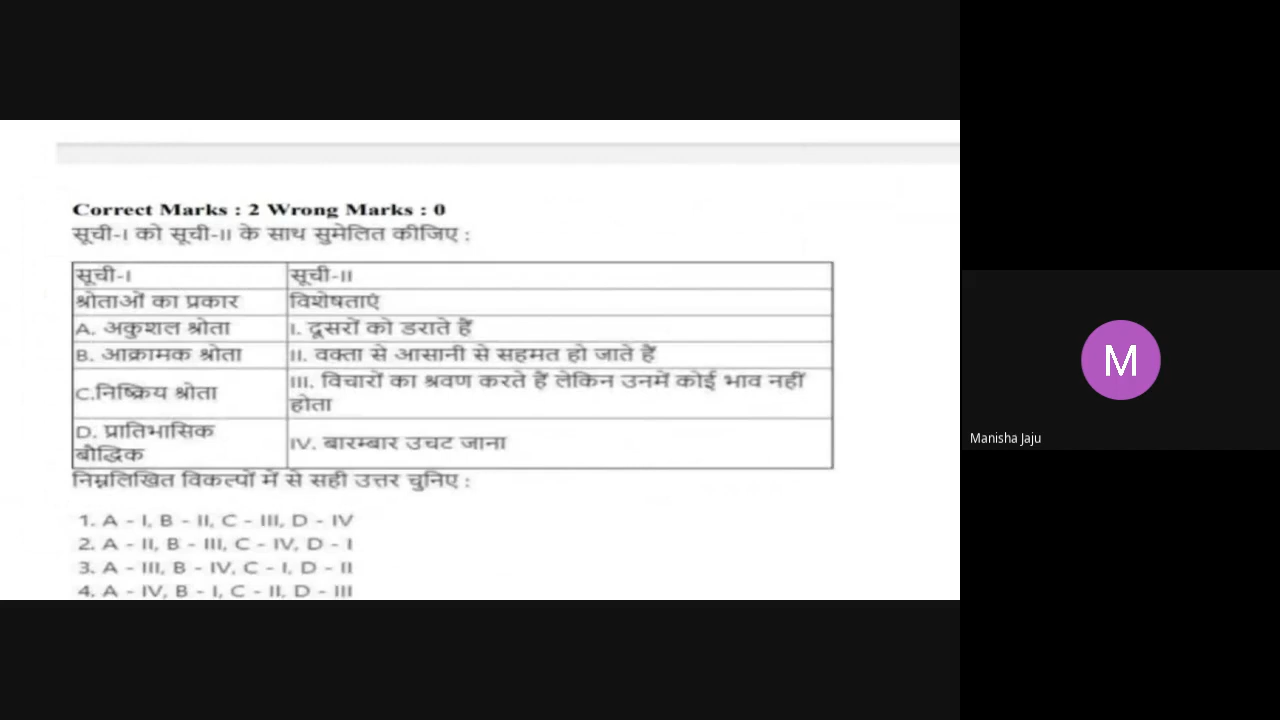 Correct Marks : 2 Wrong Marks : 0
सूची-I को सूची-II के साथ सुमेलित कीजिए :
सूची-I सूची-II
श्रोताओं का प्रकार विशेषताएं
A. अकुशल श्रोता I. दूसरों को डराते हैं
B. आक्रामक श्रोता II. वक्ता से आसानी से सहमत हो जाते हैं
C.निष्क्रिय श्रोता III. विचारों का श्रवण करते हैं लेकिन उनमें कोई भाव नहीं
होता
D. प्रातिभासिक
बौद्धिक IV. बारम्बार उचट जाना
निम्नलिखित विकल्पों में से सही उत्तर चुनिए :
1. A - I, B - II, C - III, D - IV
2. A - II, B - III, C - IV, D - I
3. A - III, B - IV, C - I, D - II
4. A - IV, B - I, C - II, D - III
M
Manisha Jaju